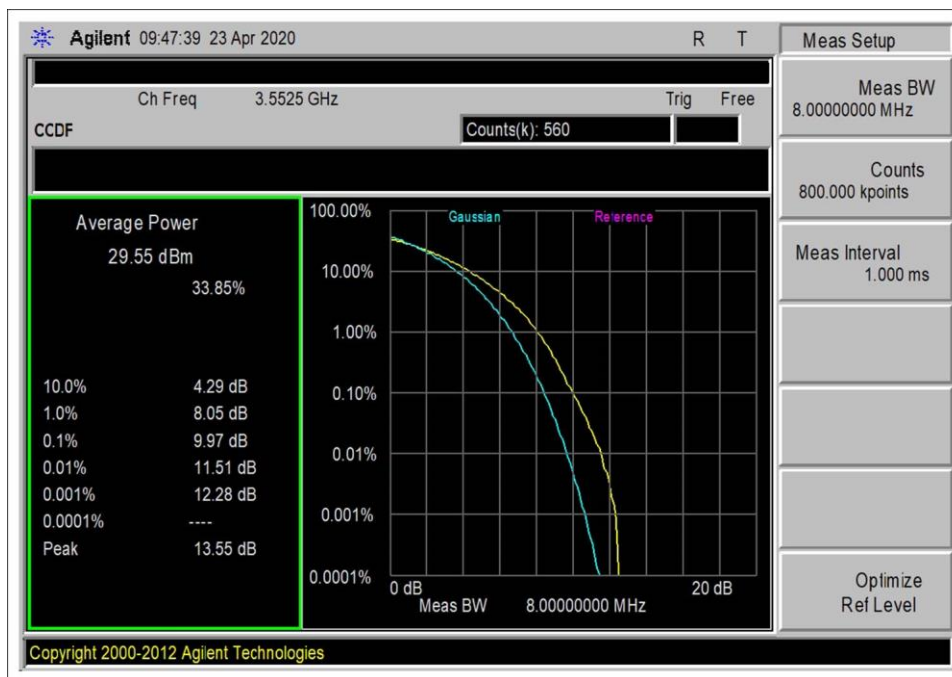 Agilent 09:47:39 23 Apr 2020 R T
Ch Freq 3.5525 GHz Trig Free
CCDF Counts(k): 560
Average Power
29.55 dBm
33.85%
10.0% 4.29 dB
1.0% 8.05 dB
0.1% 9.97 dB
0.01% 11.51 dB
0.001% 12.28 dB
0.0001% ----
Peak 13.55 dB
Gaussian Reference
100.00%
10.00%
1.00%
0.10%
0.01%
0.001%
0.0001%
0 dB 20 dB
Meas BW 8.00000000 MHz
Meas Setup
Meas BW
8.00000000 MHz
Counts
800.000 kpoints
Meas Interval
1.000 ms
Optimize
Ref Level
Copyright 2000-2012 Agilent Technologies